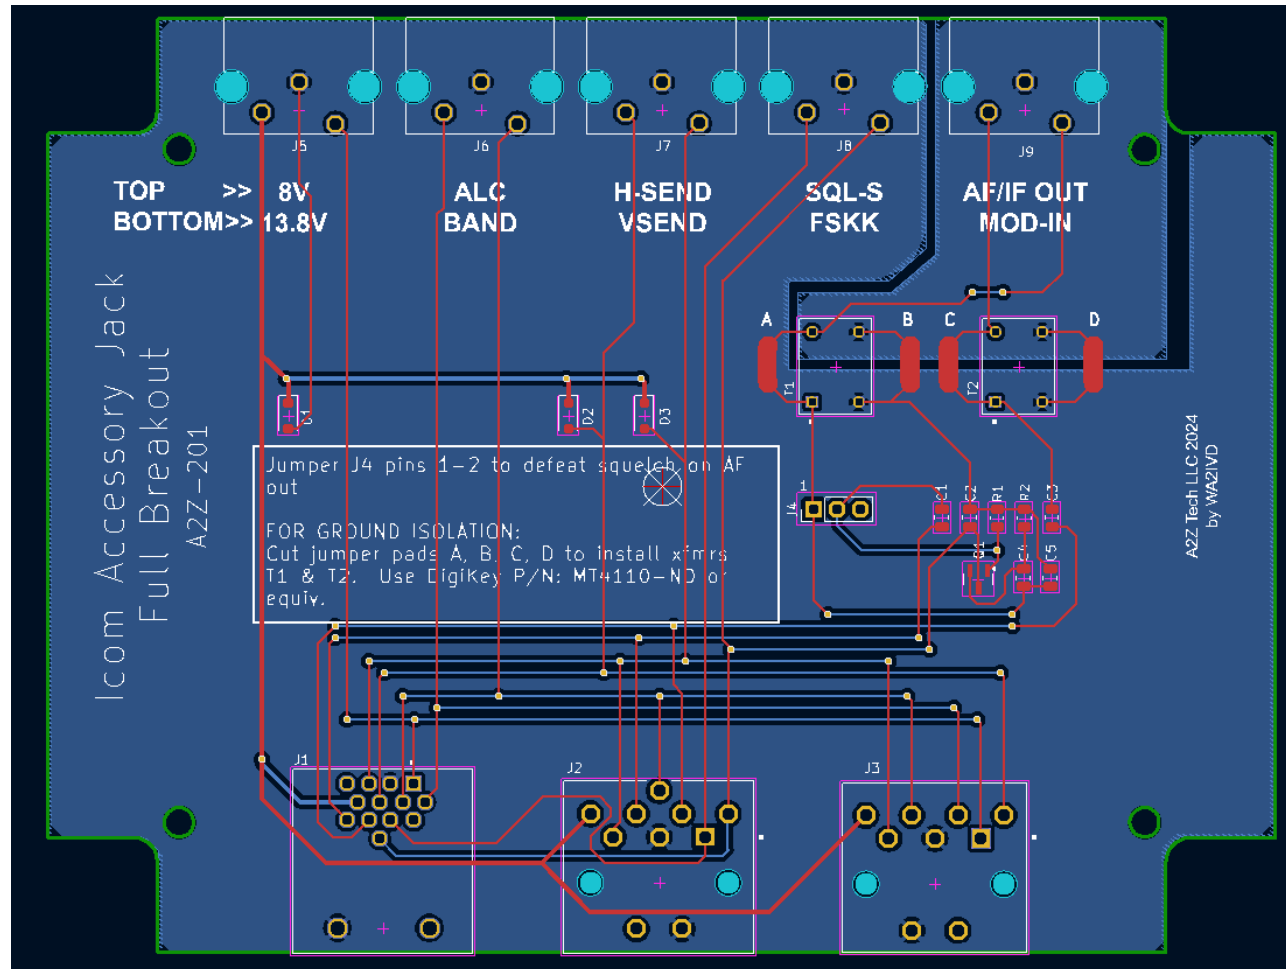 J5
J6
J7
J8
J9
TOP >> 8V
BOTTOM>> 13.8V
ALC
BAND
H-SEND
VSEND
SQL-S
FSKK
AF/IF OUT
MOD-IN
Icom Accessory Jack
Full Breakout
A2Z-201
A
B
C
D
T1
T2
D1
D2
D3
Jumper J4 pins 1-2 to defeat squelch on AF
out
FOR GROUND ISOLATION:
Cut jumper pads A, B, C, D to install xfmrs
T1 & T2. Use DigiKey P/N: MT4110-ND or
equiv.
1
J4
C1
C2
R1
R2
C3
Q1
C4
C5
A2Z Tech LLC 2024
by WA2IVD
J1
J2
J3